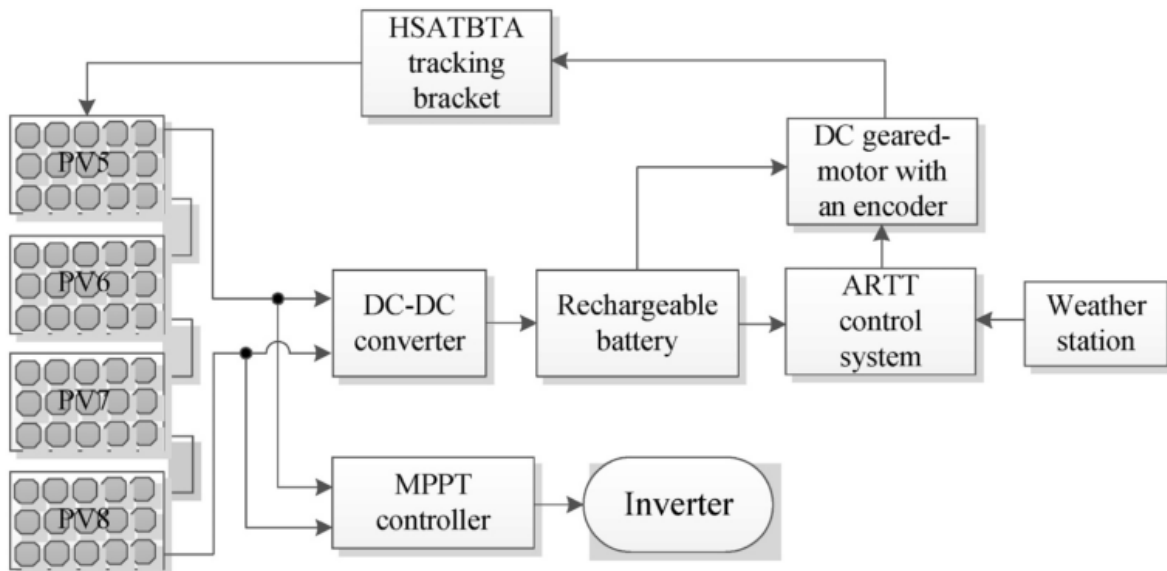 HSATBTA
tracking
bracket
PV5
DC geared-
motor with
an encoder
PV6
DC-DC
converter
Rechargeable
battery
ARTT
control
system
Weather
station
PV7
MPPT
controller
Inverter
PV8